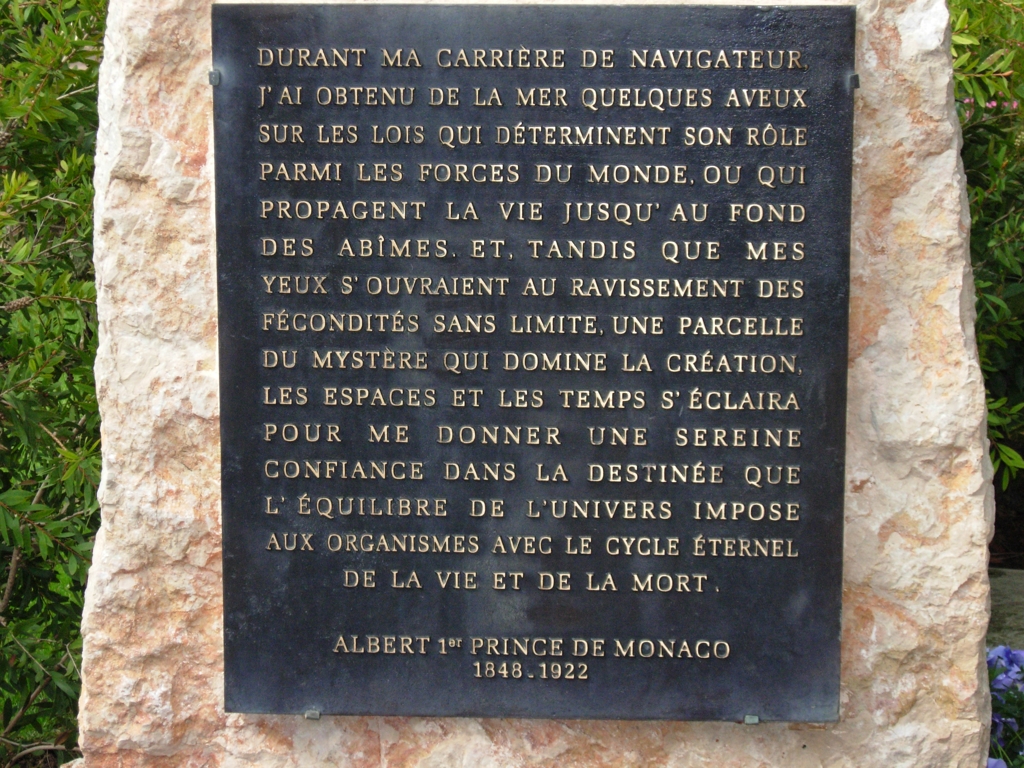 DURANT MA CARRIÈRE DE NAVIGATEUR,
J'AI OBTENU DE LA MER QUELQUES AVEUX
SUR LES LOIS QUI DÉTERMINENT SON RÔLE
PARMI LES FORCES DU MONDE, OU QUI
PROPAGENT LA VIE JUSQU'AU FOND
DES ABÎMES. ET, TANDIS QUE MES
YEUX S'OUVRAIENT AU RAVISSEMENT DES
FÉCONDITÉS SANS LIMITE, UNE PARCELLE
DU MYSTÈRE QUI DOMINE LA CRÉATION,
LES ESPACES ET LES TEMPS S'ÉCLAIRA
POUR ME DONNER UNE SEREINE
CONFIANCE DANS LA DESTINÉE QUE
L'ÉQUILIBRE DE L'UNIVERS IMPOSE
AUX ORGANISMES AVEC LE CYCLE ÉTERNEL
DE LA VIE ET DE LA MORT.
ALBERT 1er PRINCE DE MONACO
1848-1922